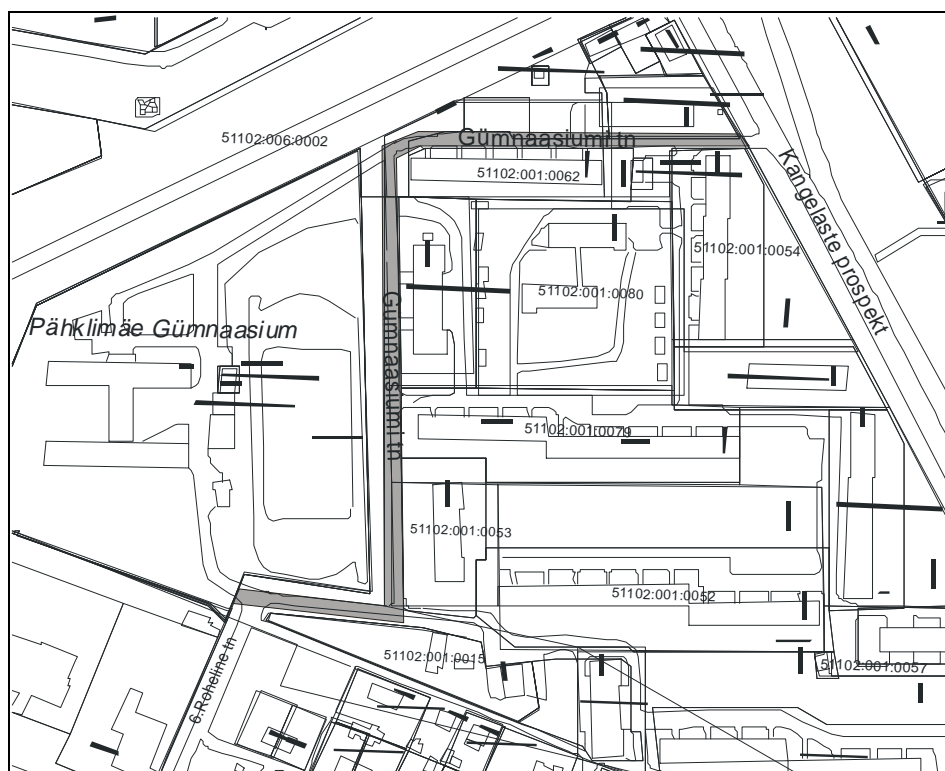 51102:006:0002
Gümnaasiumi tn
51102:001:0062
Kangelaste prospekt
51102:001:0054
51102:001:0080
Gümnaasiumi tn
Pähklimäe Gümnaasium
51102:001:0079
51102:001:0053
51102:001:0052
51102:001:0015
51102:001:0057
6.Roheline tn